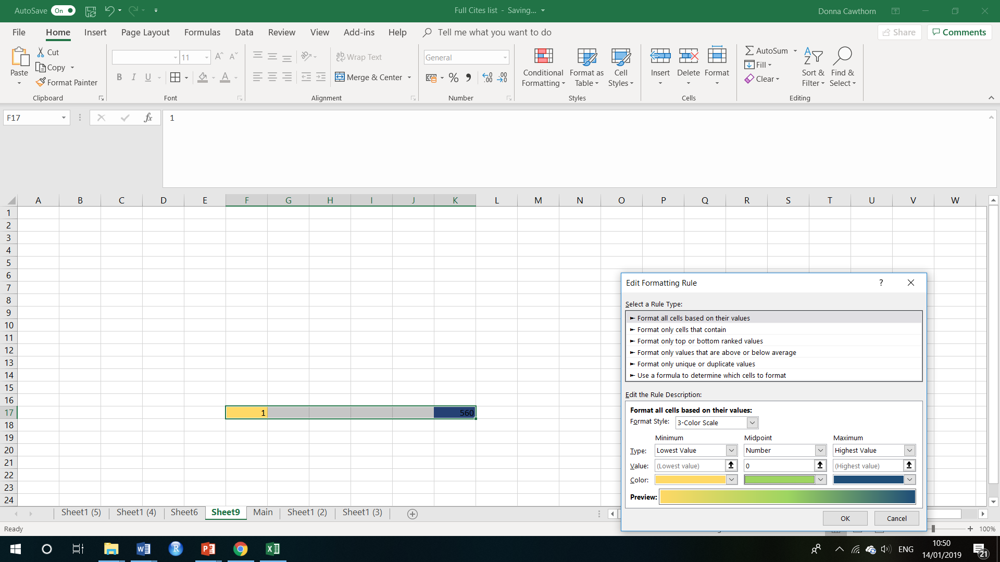 AutoSave On Full Cites list - Saving... Donna Cawthorn
File Home Insert Page Layout Formulas Data Review View Add-ins Help Tell me what you want to do Share Comments
Paste Cut
Copy
Format Painter
Clipboard
11
B I U A
Font
ab Wrap Text
Merge & Center
Alignment
General
% , .00 .00
Number
Conditional Formatting
Format as Table
Cell Styles
Styles
Insert Delete Format
Cells
AutoSum
Fill
Clear
Sort & Filter
Find & Select
Editing
F17 fx 1
A B C D E F G H I J K L M N O P Q R S T U V W
1
2
3
4
5
6
7
8
9
10
11
12
13
14
15
16
17 1 560
18
19
20
21
22
23
24
Edit Formatting Rule ?
Select a Rule Type:
► Format all cells based on their values
► Format only cells that contain
► Format only top or bottom ranked values
► Format only values that are above or below average
► Format only unique or duplicate values
► Use a formula to determine which cells to format
Edit the Rule Description:
Format all cells based on their values:
Format Style: 3-Color Scale
Minimum Midpoint Maximum
Type: Lowest Value Number Highest Value
Value: (Lowest value) 0 (Highest value)
Color:
Preview:
OK Cancel
Sheet1 (5) Sheet1 (4) Sheet6 Sheet9 Main Sheet1 (2) Sheet1 (3)
Ready 100%
ENG 10:50
14/01/2019 21